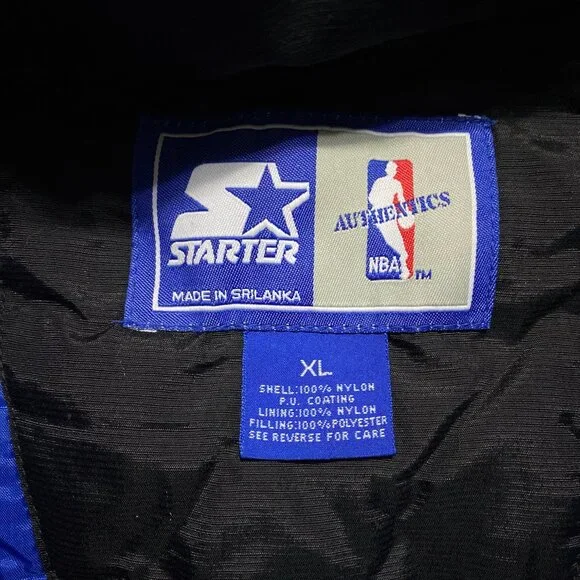 STARTER
MADE IN SRILANKA
AUTHENTICS
NBA
TM
XL
SHELL:100% NYLON
P.U. COATING
LINING:100% NYLON
FILLING:100%POLYESTER
SEE REVERSE FOR CARE